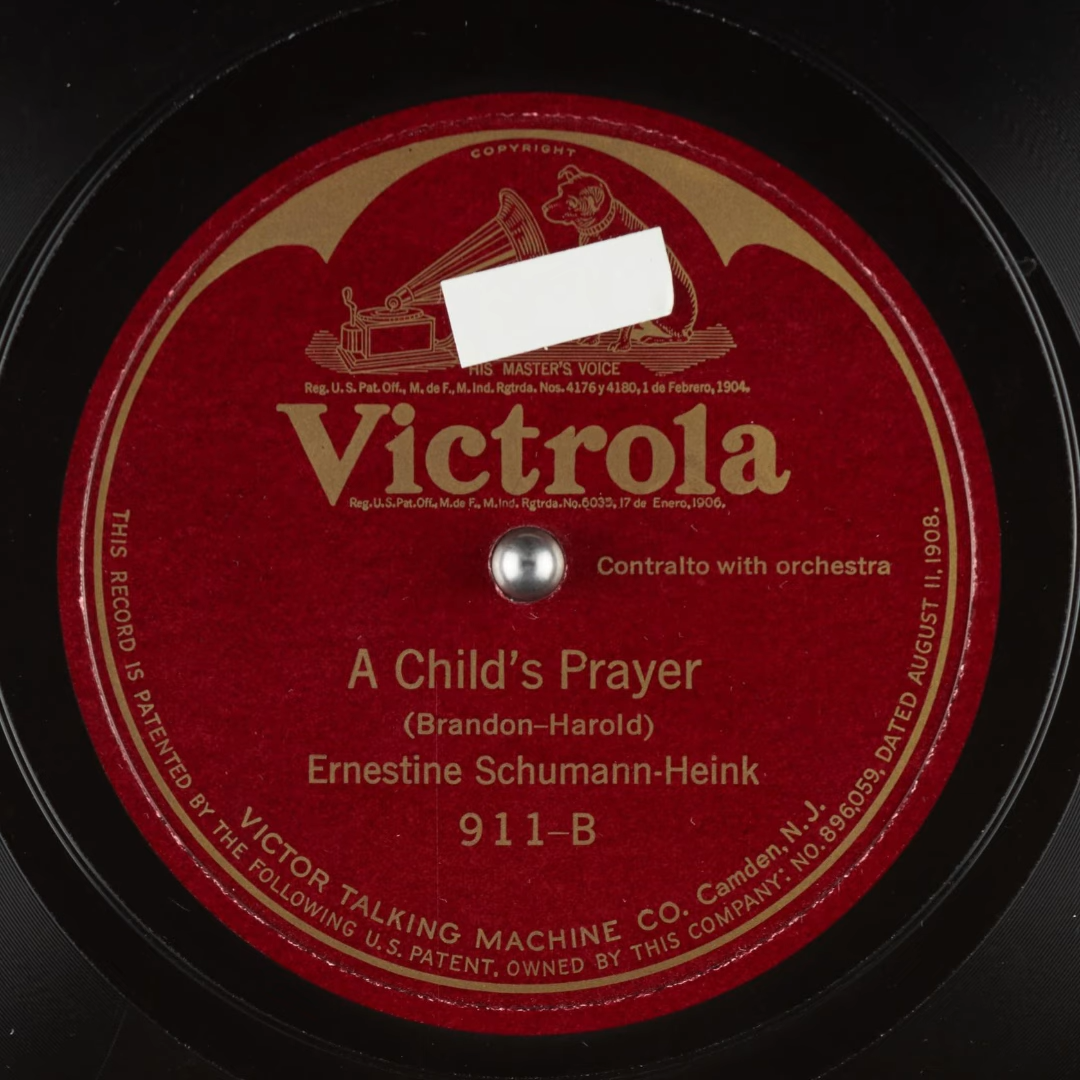 COPYRIGHT
HIS MASTER'S VOICE
Reg. U. S. Pat. Off., M. de F., M. Ind. Rgtrda. Nos. 4176 y 4180, 1 de Febrero, 1904.
Victrola
Reg. U.S. Pat. Off., M. de F., M. Ind. Rgtrda. No. 6035, 17 de Enero, 1906.
Contralto with orchestra
A Child's Prayer
(Brandon–Harold)
Ernestine Schumann-Heink
911–B
VICTOR TALKING MACHINE CO. Camden, N. J.
THIS RECORD IS PATENTED BY THE FOLLOWING U.S. PATENT, OWNED BY THIS COMPANY: NO. 896,059, DATED AUGUST 11, 1908.